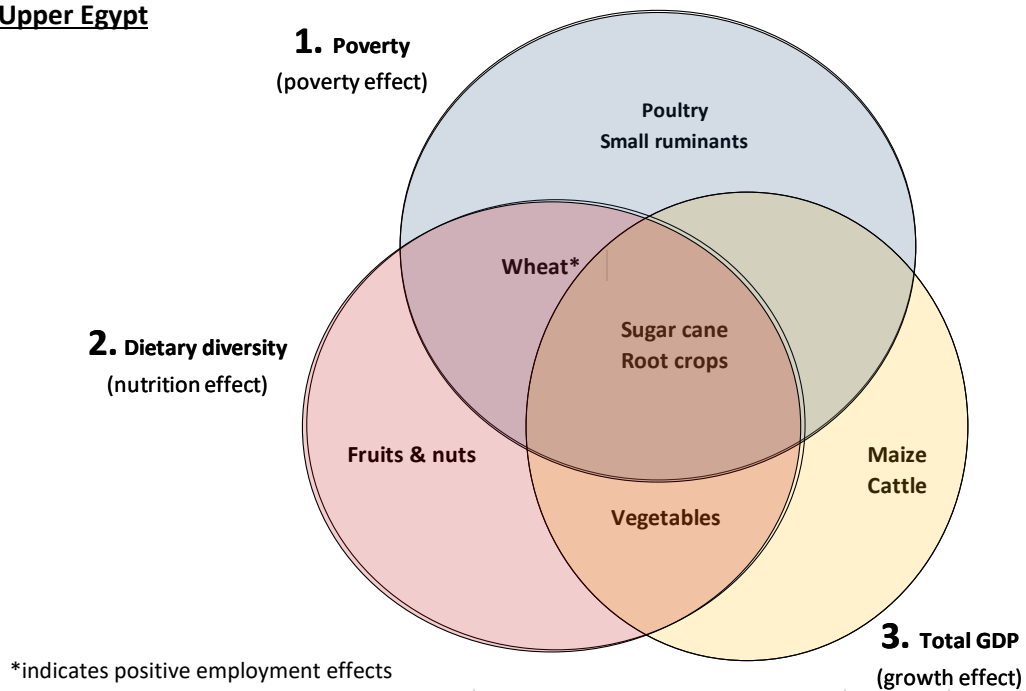 Upper Egypt
1. Poverty
(poverty effect)
Poultry
Small ruminants
Wheat*
Sugar cane
Root crops
2. Dietary diversity
(nutrition effect)
Fruits & nuts
Maize
Cattle
Vegetables
3. Total GDP
(growth effect)
*indicates positive employment effects